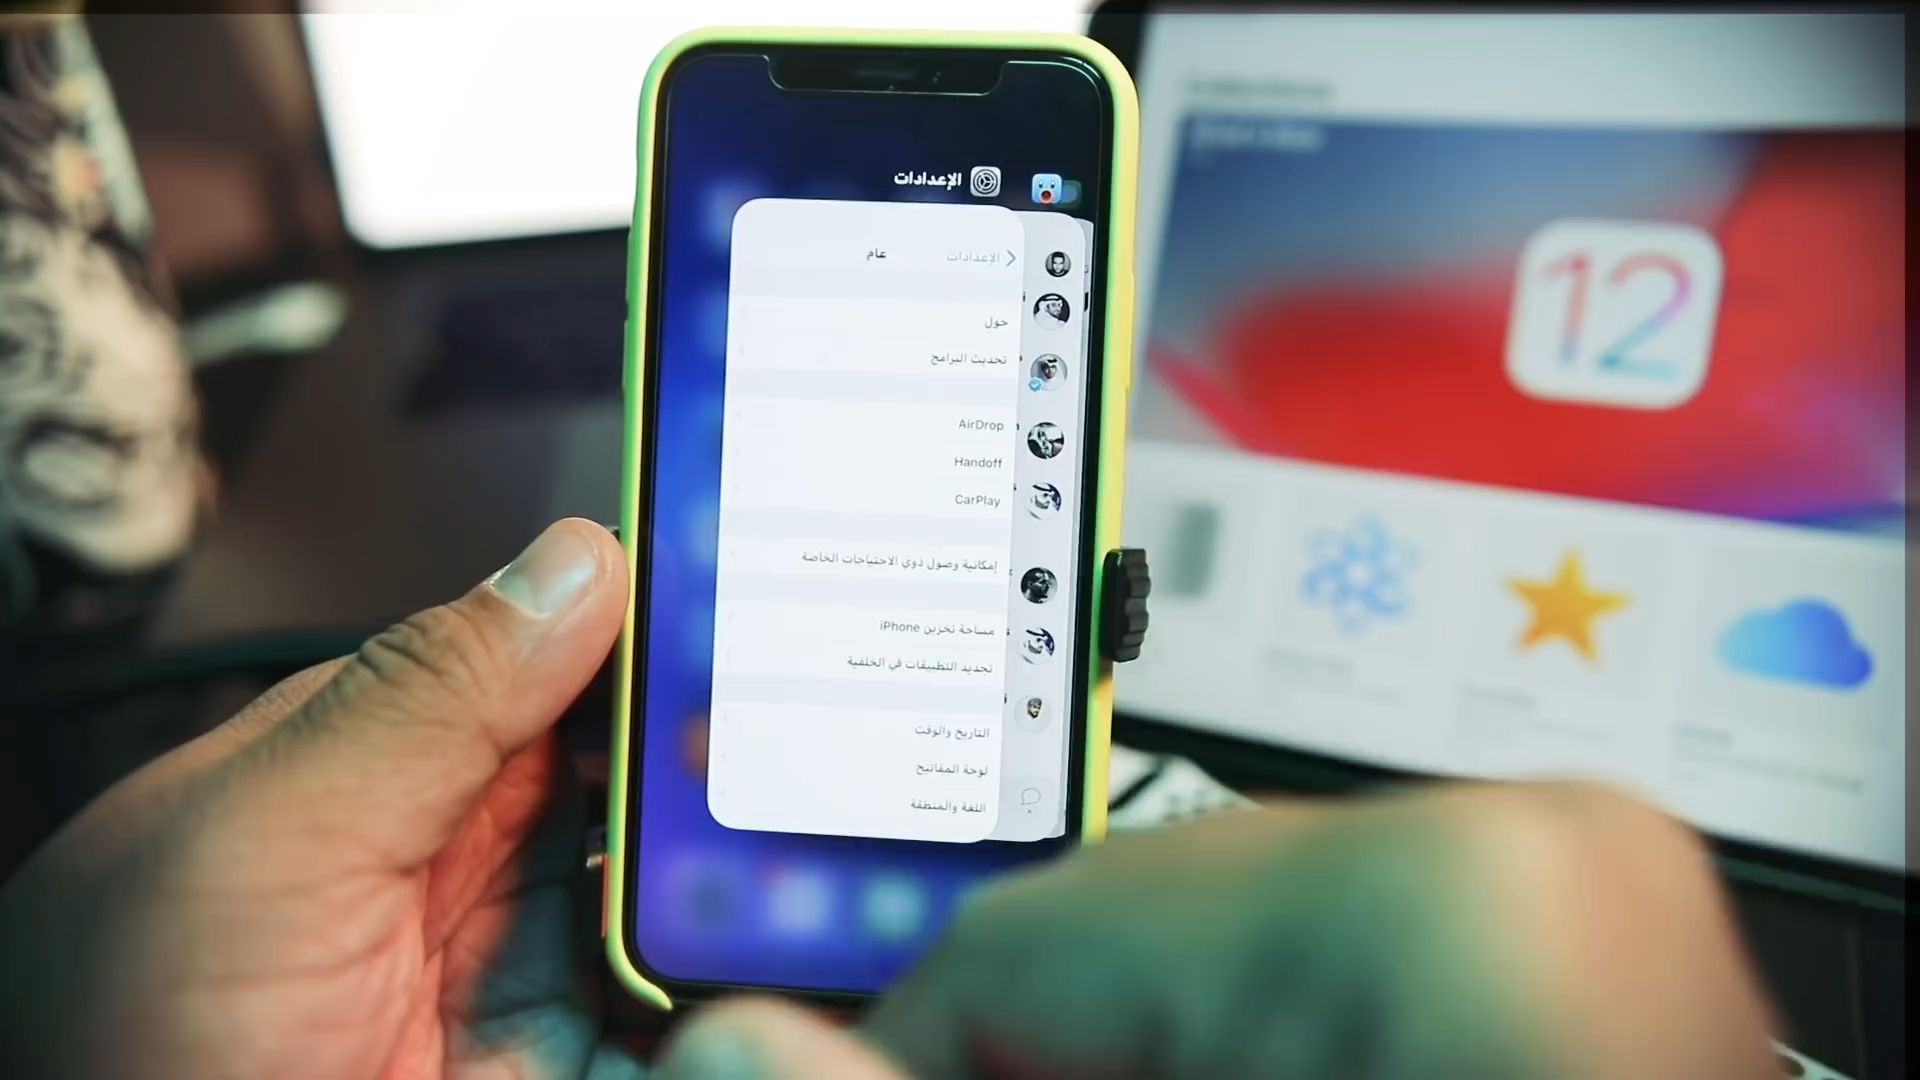 الإعدادات
الإعدادات
عام
حول
تحديث البرامج
AirDrop
Handoff
CarPlay
إمكانية وصول ذوي الاحتياجات الخاصة
مساحة تخزين iPhone
تحديد التطبيقات في الخلفية
التاريخ والوقت
لوحة المفاتيح
اللغة والمنطقة
12